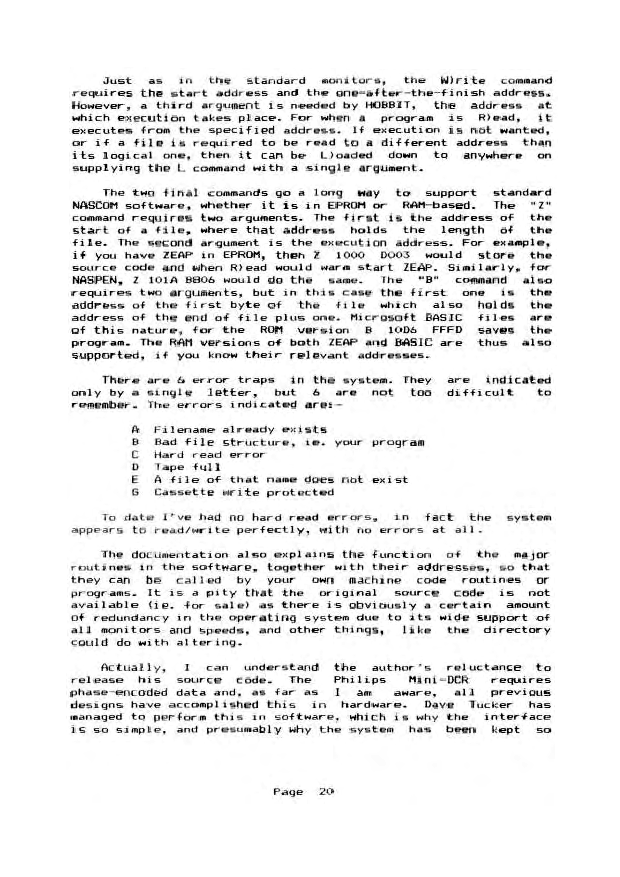 Just as in the standard monitors, the W)rite command
requires the start address and the one-after-the-finish address.
However, a third argument is needed by HOBBIT, the address at
which execution takes place. For when a program is R)ead, it
executes from the specified address. If execution is not wanted,
or if a file is required to be read to a different address than
its logical one, then it can be L)oaded down to anywhere on
supplying the L command with a single argument.
The two final commands go a long way to support standard
NASCOM software, whether it is in EPROM or RAM-based. The "Z"
command requires two arguments. The first is the address of the
start of a file, where that address holds the length of the
file. The second argument is the execution address. For example,
if you have ZEAP in EPROM, then Z 1000 D003 would store the
source code and when R)ead would warm start ZEAP. Similarly, for
NASPEN, Z 101A B806 would do the same. The "B" command also
requires two arguments, but in this case the first one is the
address of the first byte of the file which also holds the
address of the end of file plus one. Microsoft BASIC files are
of this nature, for the ROM version B 10D6 FFFD saves the
program. The RAM versions of both ZEAP and BASIC are thus also
supported, if you know their relevant addresses.
There are 6 error traps in the system. They are indicated
only by a single letter, but 6 are not too difficult to
remember. The errors indicated are:-
A Filename already exists
B Bad file structure, ie. your program
C Hard read error
D Tape full
E A file of that name does not exist
G Cassette write protected
To date I've had no hard read errors, in fact the system
appears to read/write perfectly, with no errors at all.
The documentation also explains the function of the major
routines in the software, together with their addresses, so that
they can be called by your own machine code routines or
programs. It is a pity that the original source code is not
available (ie. for sale) as there is obviously a certain amount
of redundancy in the operating system due to its wide support of
all monitors and speeds, and other things, like the directory
could do with altering.
Actually, I can understand the author's reluctance to
release his source code. The Philips Mini-DCR requires
phase-encoded data and, as far as I am aware, all previous
designs have accomplished this in hardware. Dave Tucker has
managed to perform this in software, which is why the interface
is so simple, and presumably why the system has been kept so
Page 20